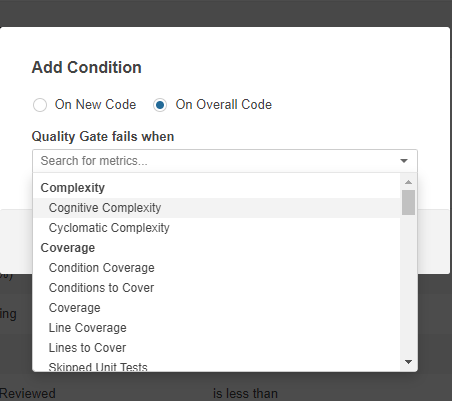 Add Condition
On New Code On Overall Code
Quality Gate fails when
Search for metrics...
Complexity
Cognitive Complexity
Cyclomatic Complexity
Coverage
Condition Coverage
Conditions to Cover
Coverage
ing
Line Coverage
Lines to Cover
Skipped Unit Tests
Reviewed is less than